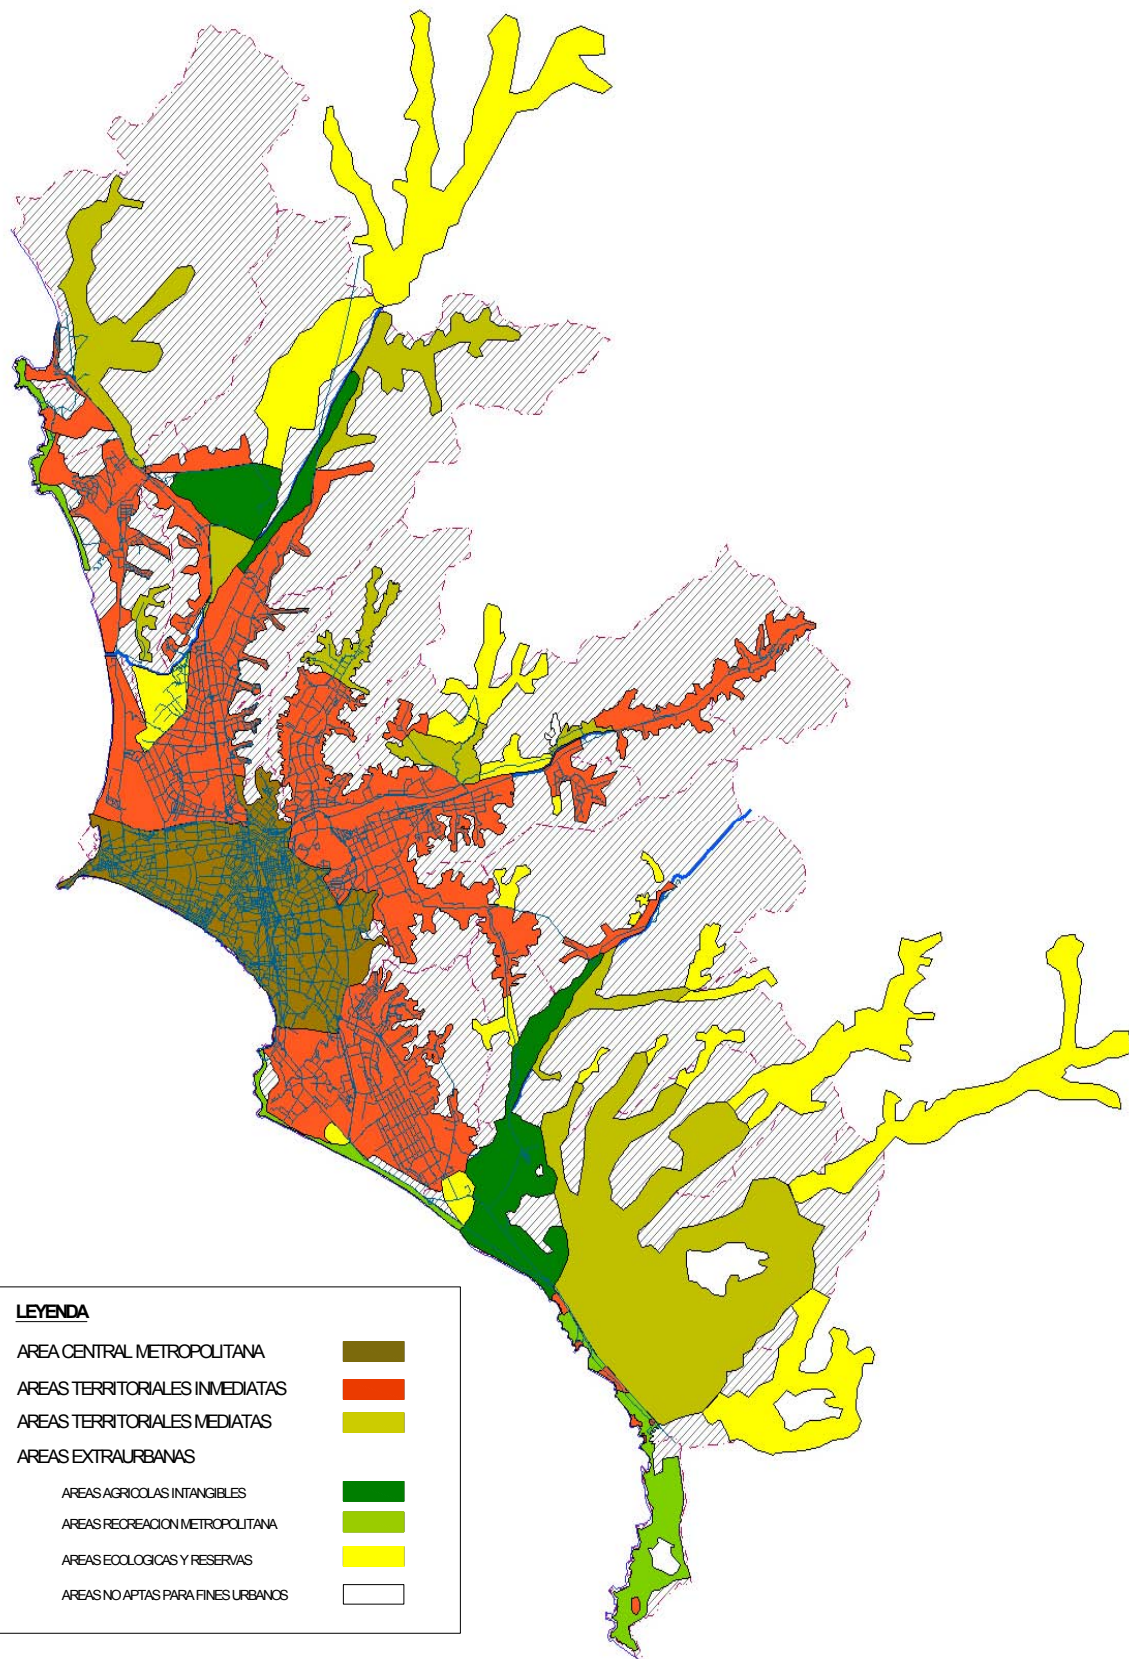 LEYENDA
AREA CENTRAL METROPOLITANA
AREAS TERRITORIALES INMEDIATAS
AREAS TERRITORIALES MEDIATAS
AREAS EXTRAURBANAS
AREAS AGRICOLAS INTANGIBLES
AREAS RECREACION METROPOLITANA
AREAS ECOLOGICAS Y RESERVAS
AREAS NO APTAS PARA FINES URBANOS